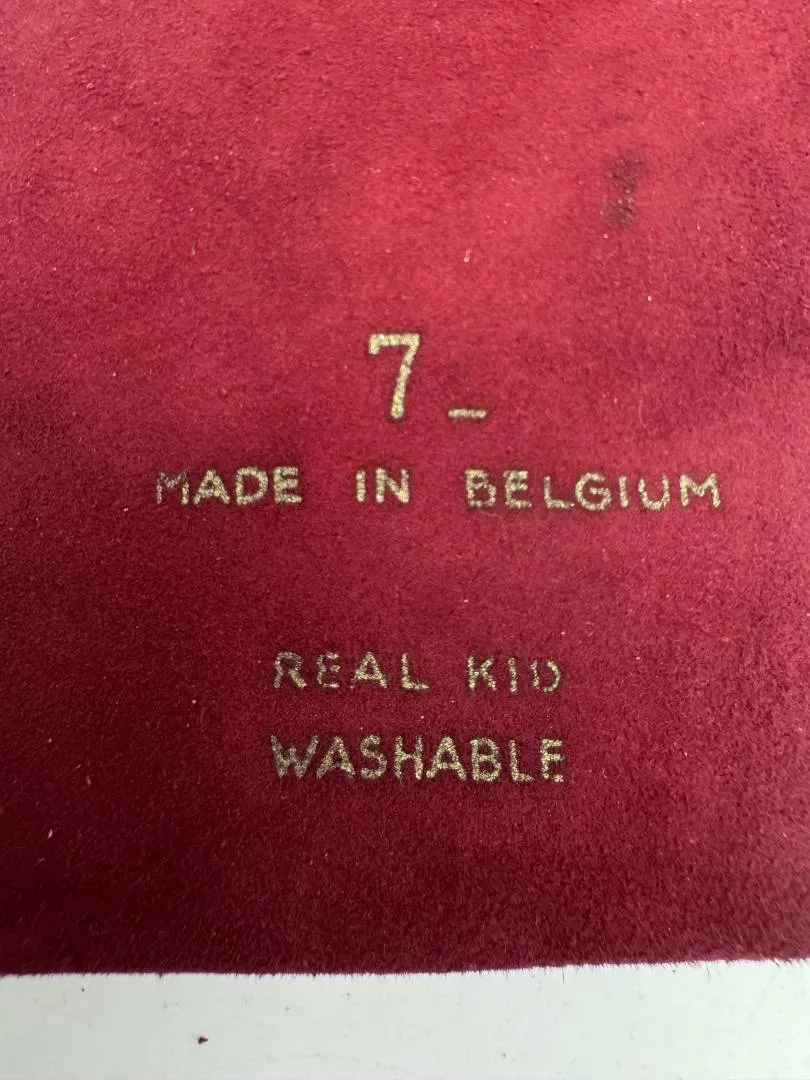 7 –
MADE IN BELGIUM
REAL KID
WASHABLE